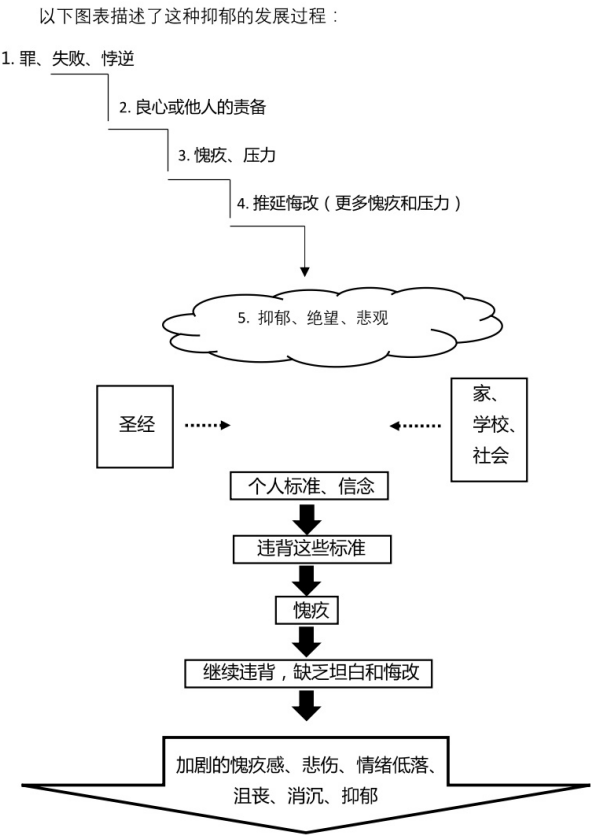 以下图表描述了这种抑郁的发展过程：
1. 罪、失败、悖逆
2. 良心或他人的责备
3. 愧疚、压力
4. 推延悔改（更多愧疚和压力）
5. 抑郁、绝望、悲观
圣经
家、
学校、
社会
个人标准、信念
违背这些标准
愧疚
继续违背，缺乏坦白和悔改
加剧的愧疚感、悲伤、情绪低落、
沮丧、消沉、抑郁